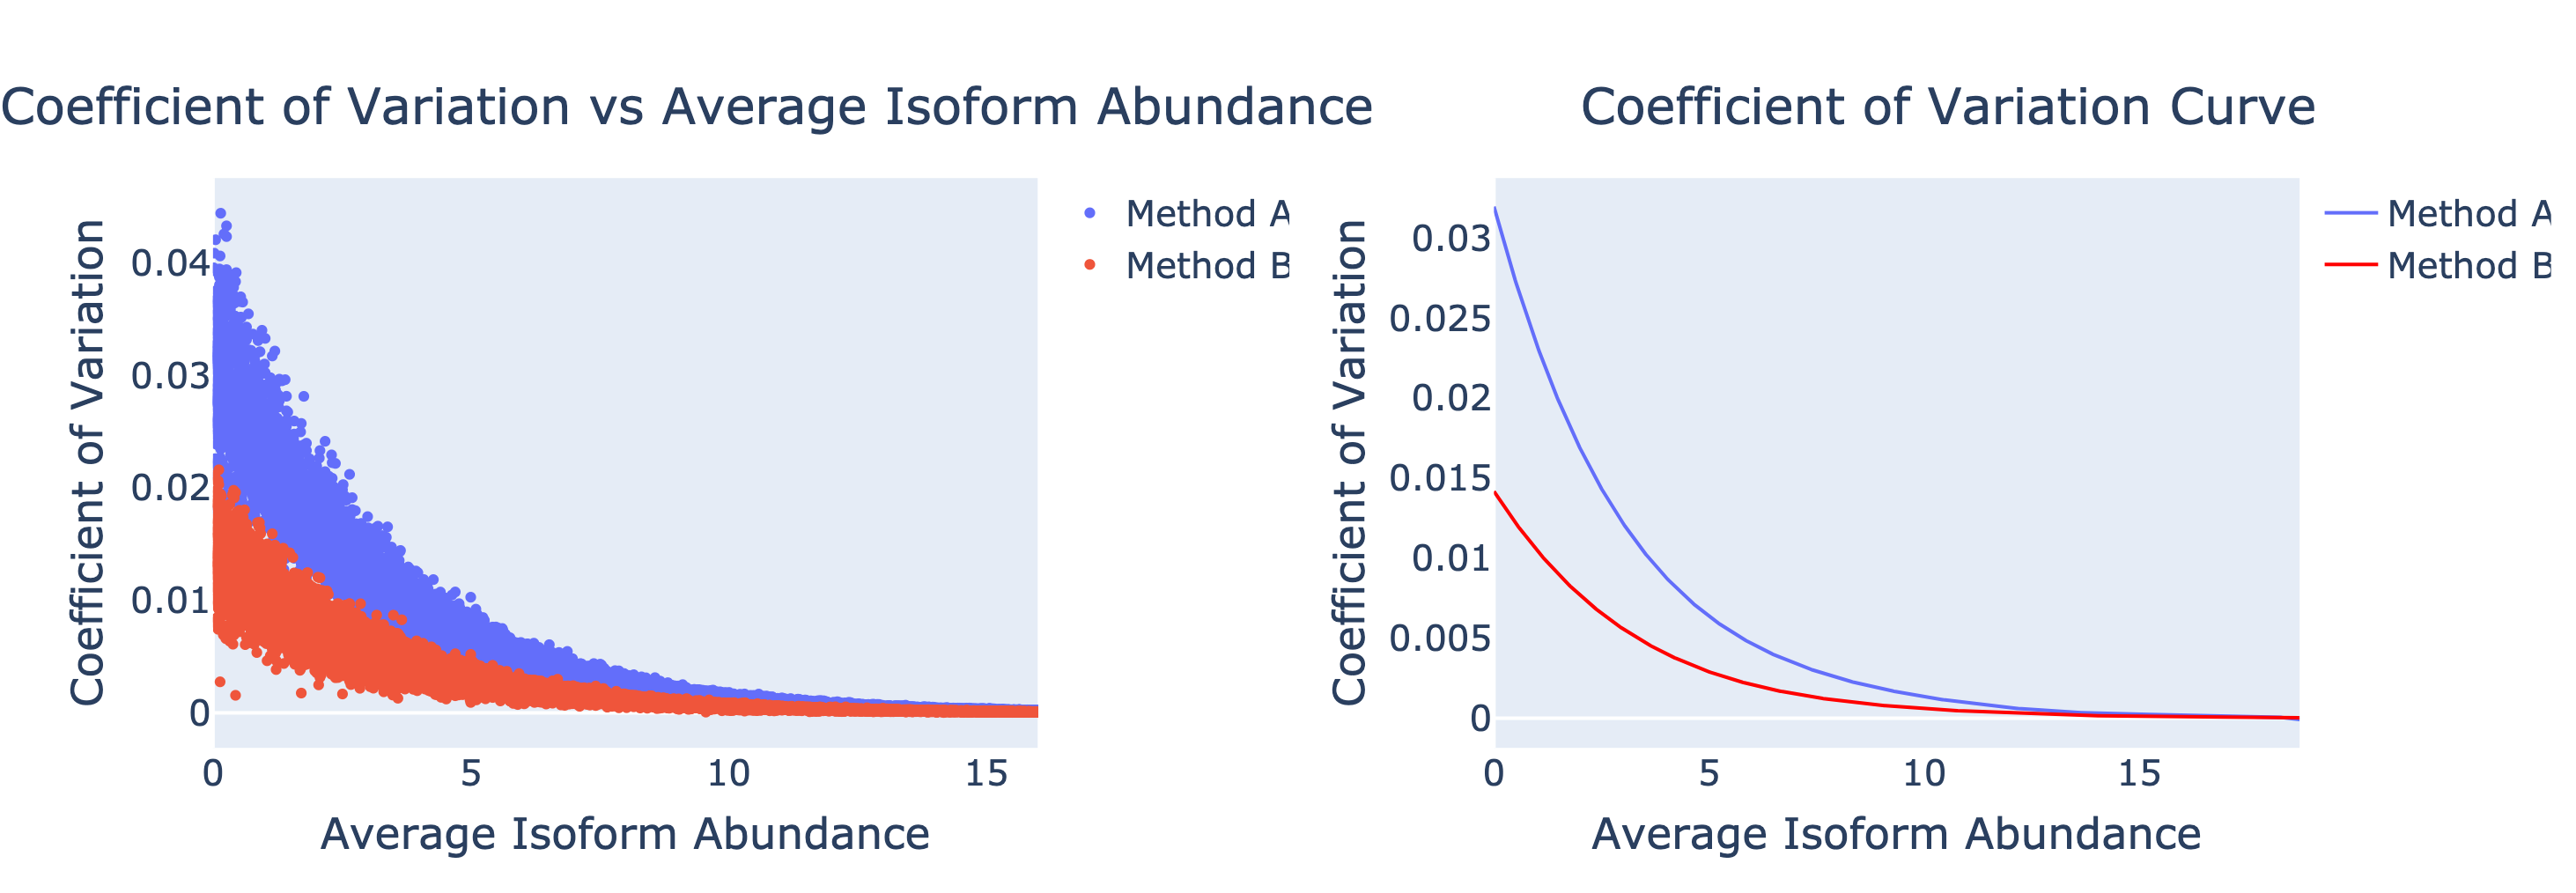 Coefficient of Variation vs Average Isoform Abundance
Coefficient of Variation
0.04
0.03
0.02
0.01
0
0 5 10 15
Average Isoform Abundance
Method A
Method B
Coefficient of Variation Curve
Coefficient of Variation
0.03
0.025
0.02
0.015
0.01
0.005
0
0 5 10 15
Average Isoform Abundance
Method A
Method B